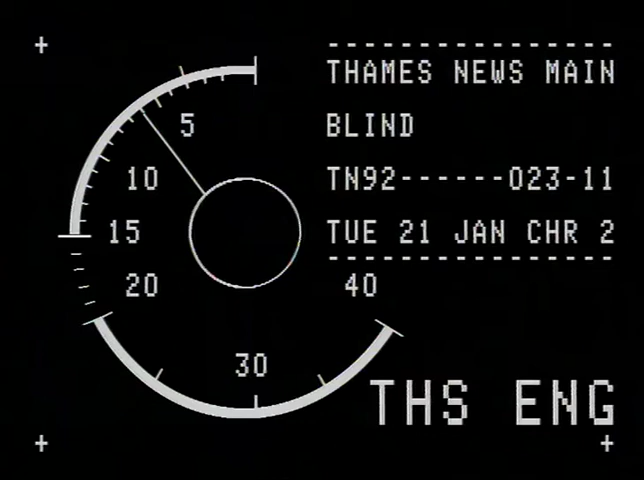 THAMES NEWS MAIN
BLIND
TN92------023-11
TUE 21 JAN CHR 2
5
10
15
20
30
40
THS ENG